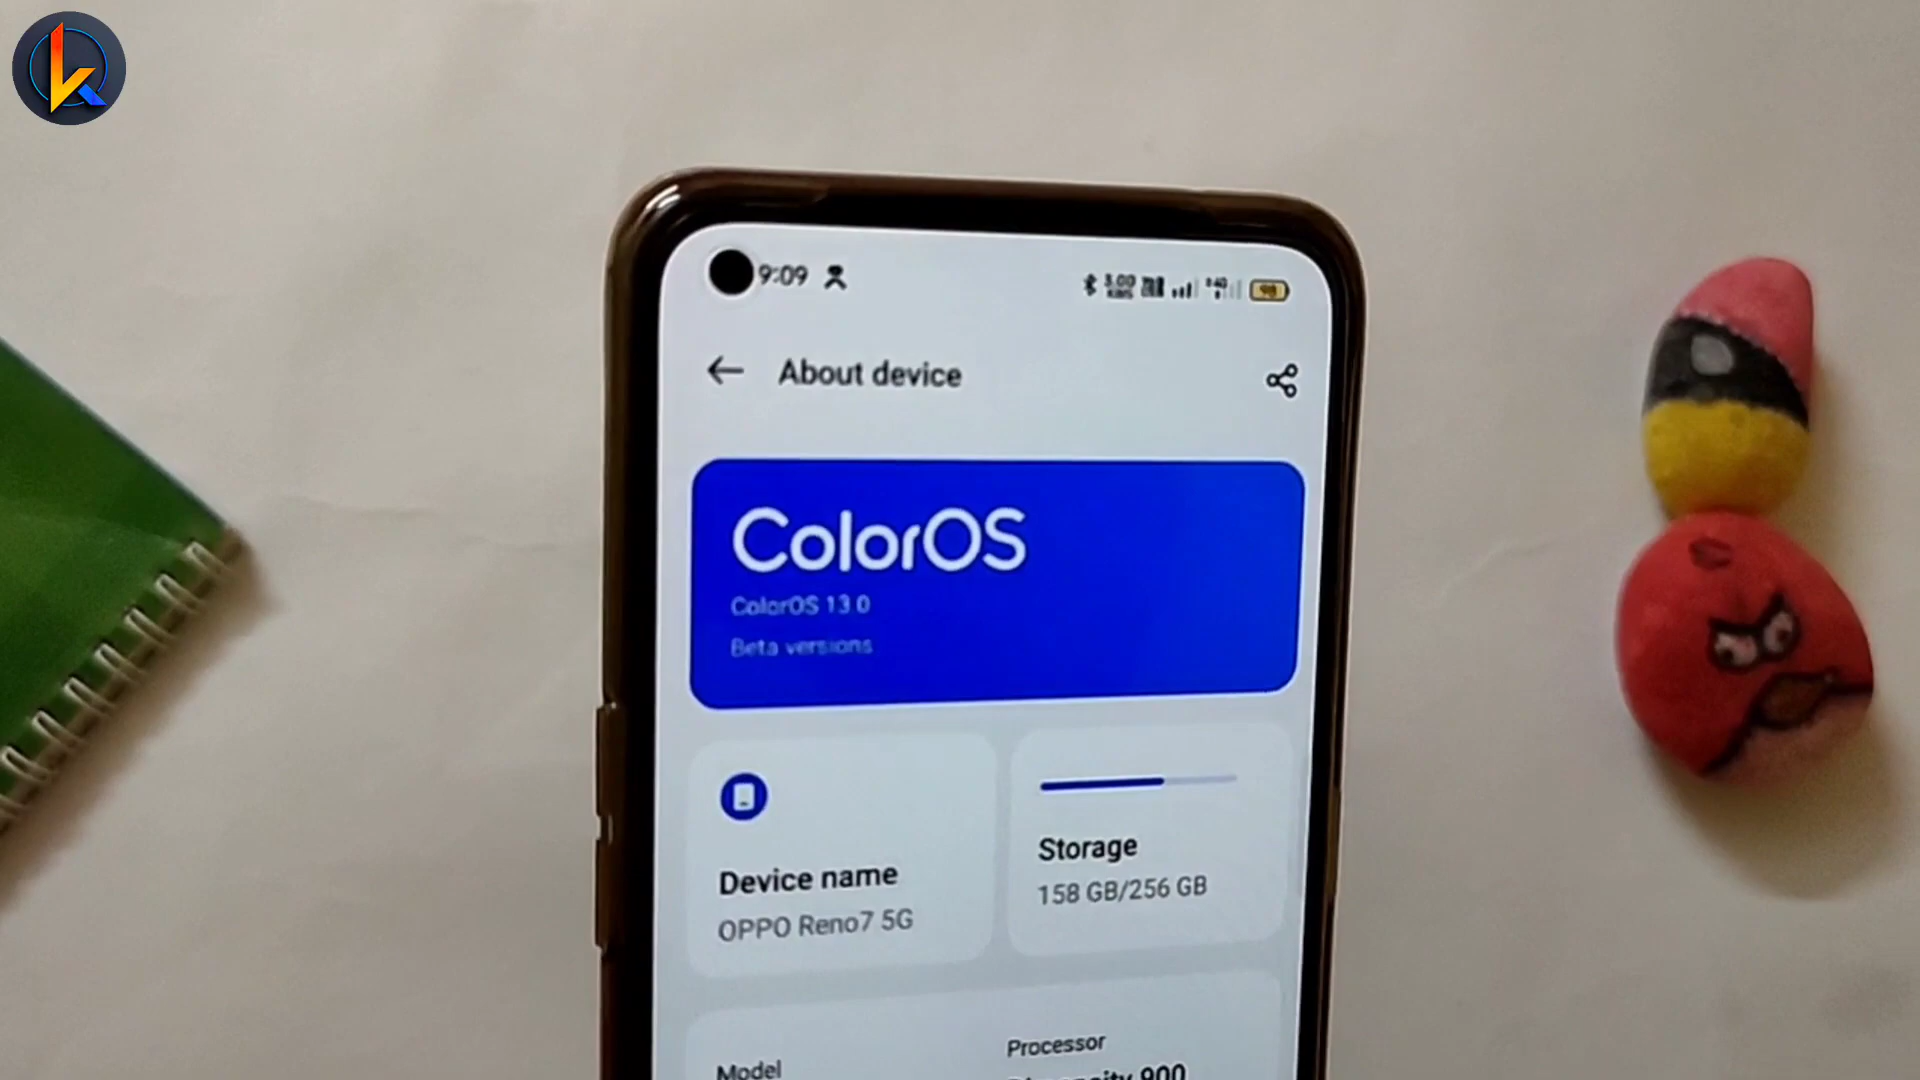 9:09
About device
ColorOS
ColorOS 13.0
Beta versions
Device name
OPPO Reno7 5G
Storage
158 GB/256 GB
Model
Processor
900